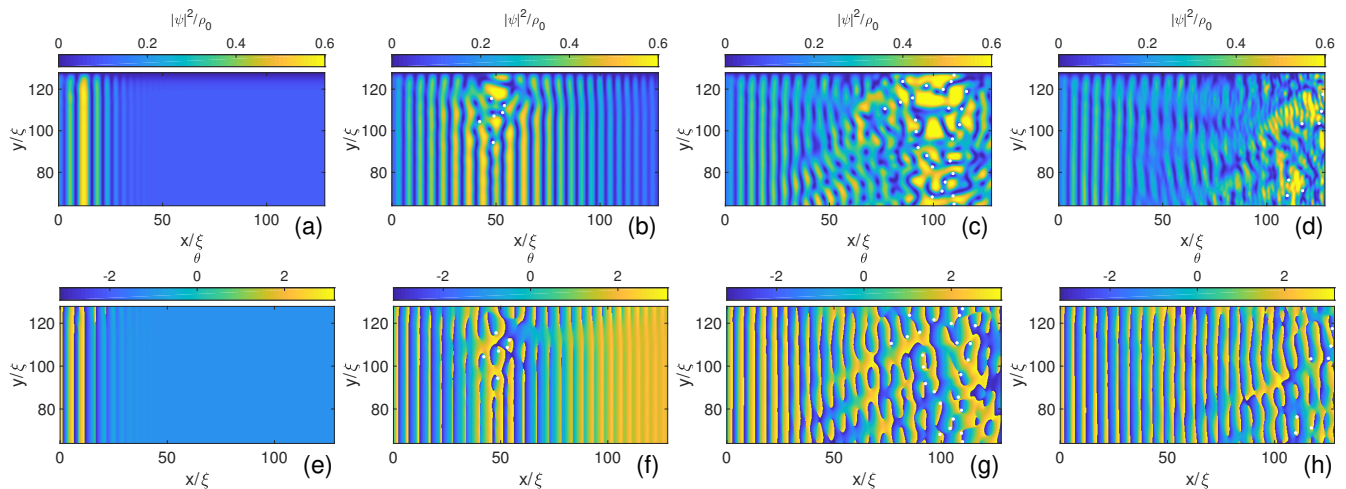 |ψ|²/ρ₀ |ψ|²/ρ₀ |ψ|²/ρ₀ |ψ|²/ρ₀
0 0.2 0.4 0.6 0 0.2 0.4 0.6 0 0.2 0.4 0.6 0 0.2 0.4 0.6
120 120 120 120
100 100 100 100
80 80 80 80
y/ξ y/ξ y/ξ y/ξ
0 100 0 50 100 0 50 100 0 50 100
(a) (b) (c) (d)
x/ξ x/ξ x/ξ x/ξ
θ θ θ θ
-2 0 2 -2 0 2 -2 0 2 -2 0 2
120 120 120 120
100 100 100 100
80 80 80 80
y/ξ y/ξ y/ξ y/ξ
0 100 0 50 100 0 100 0 100
(e) (f) (g) (h)
x/ξ x/ξ x/ξ x/ξ